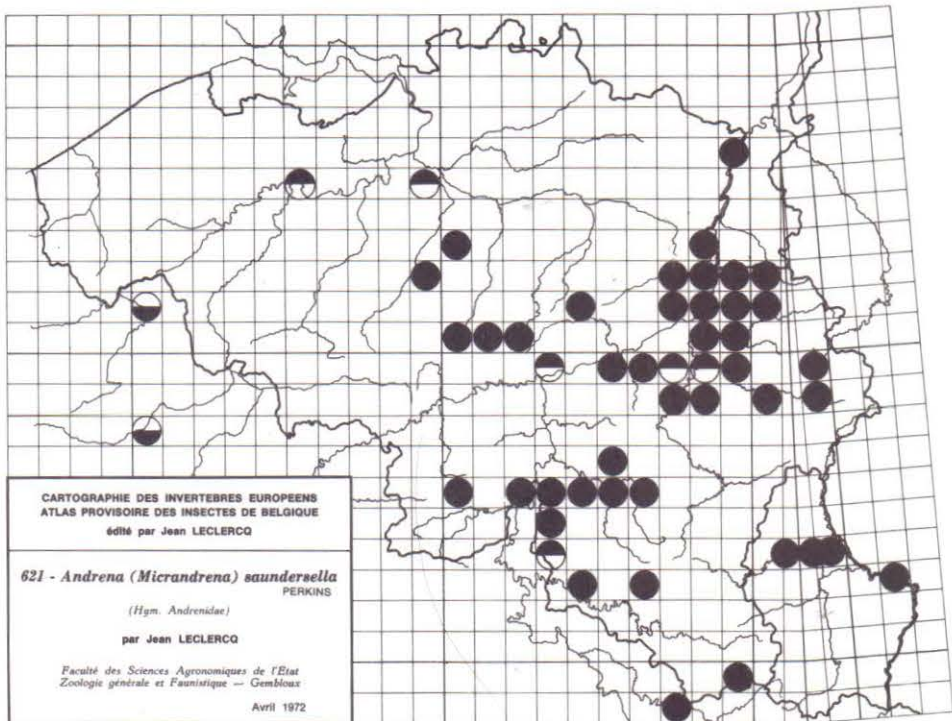 CARTOGRAPHIE DES INVERTEBRES EUROPEENS
ATLAS PROVISOIRE DES INSECTES DE BELGIQUE
édité par Jean LECLERCQ
621 - Andrena (Micrandrena) saundersella
PERKINS
(Hym. Andrenidae)
par Jean LECLERCQ
Faculté des Sciences Agronomiques de l'Etat
Zoologie générale et Faunistique — Gembloux
Avril 1972